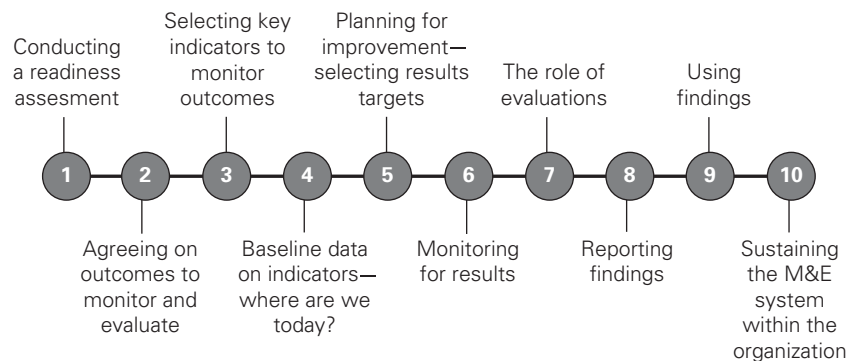 Conducting
a readiness
assesment
Selecting key
indicators to
monitor
outcomes
Planning for
improvement—
selecting results
targets
The role of
evaluations
Using
findings
1
2
3
4
5
6
7
8
9
10
Agreeing on
outcomes to
monitor and
evaluate
Baseline data
on indicators—
where are we
today?
Monitoring
for results
Reporting
findings
Sustaining
the M&E
system
within the
organization